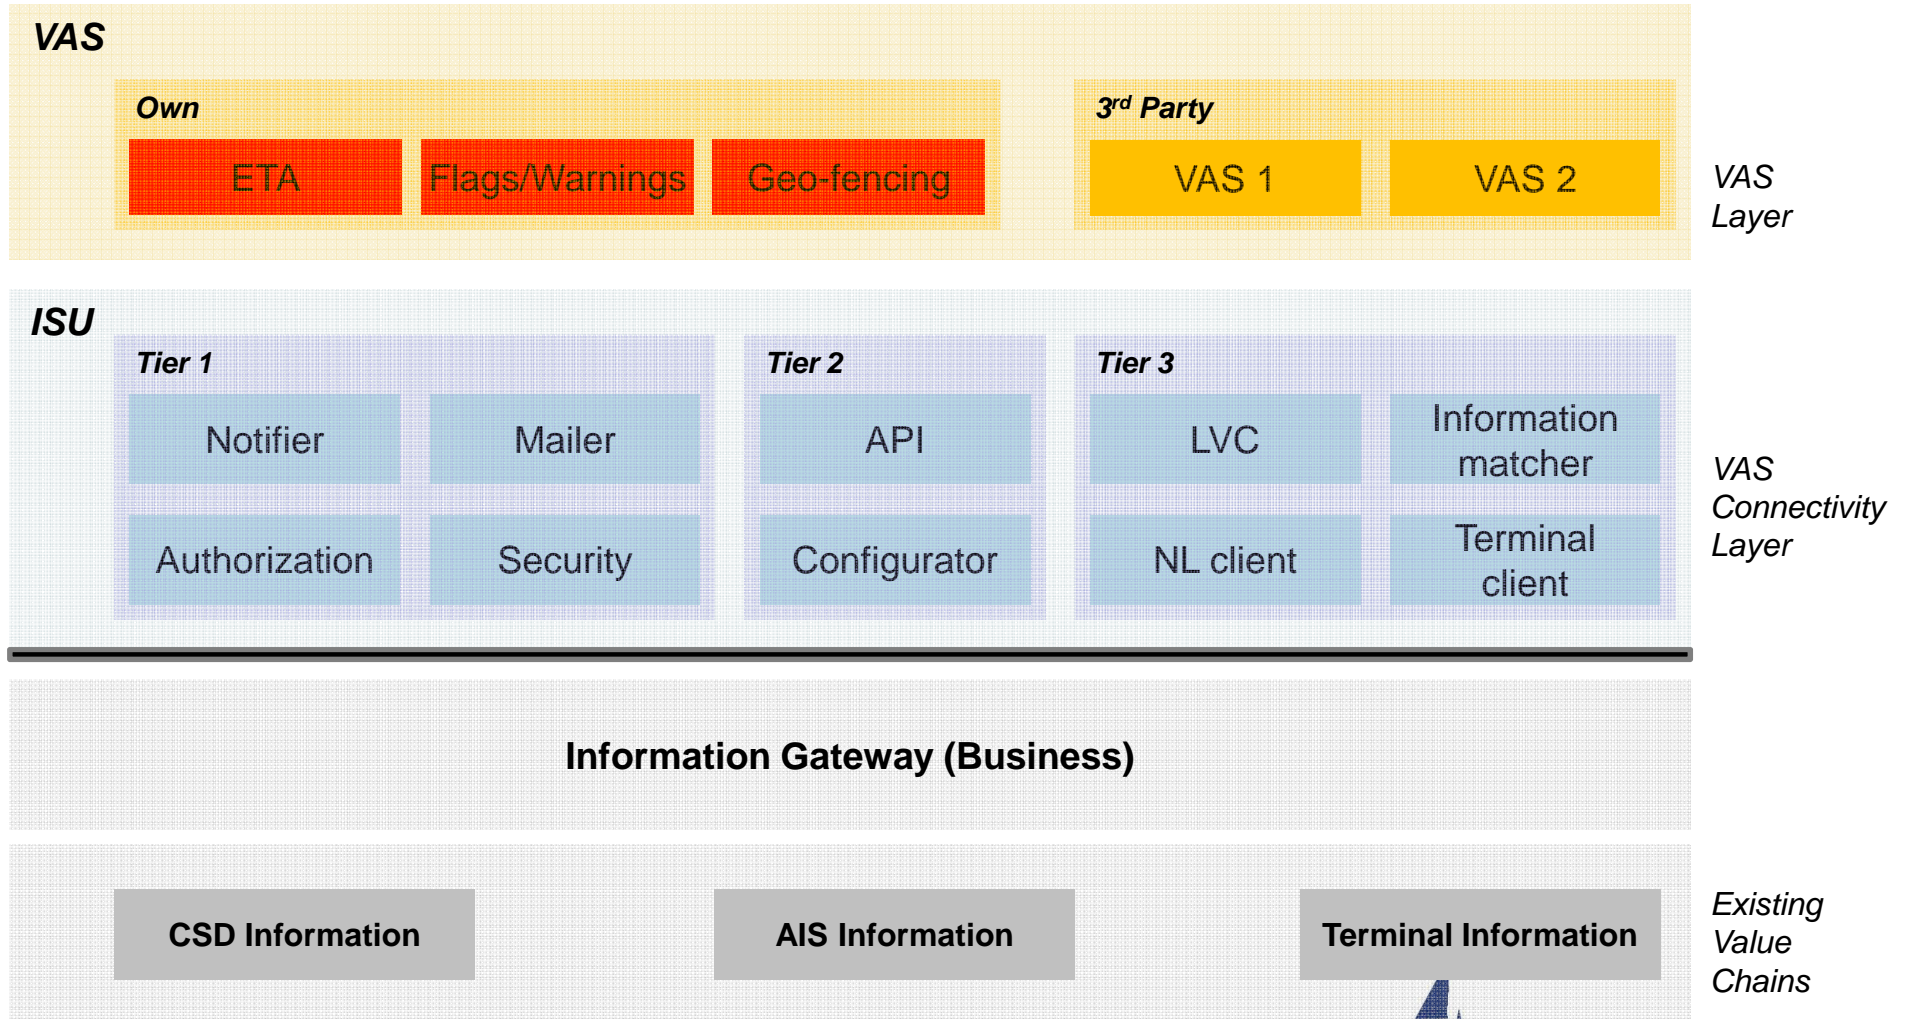 VAS
Own
3rd Party
ETA
Flags/Warnings
Geo-fencing
VAS 1
VAS 2
VAS
Layer
ISU
Tier 1
Tier 2
Tier 3
Notifier
Mailer
API
LVC
Information
matcher
Authorization
Security
Configurator
NL client
Terminal
client
VAS
Connectivity
Layer
Information Gateway (Business)
CSD Information
AIS Information
Terminal Information
Existing
Value
Chains